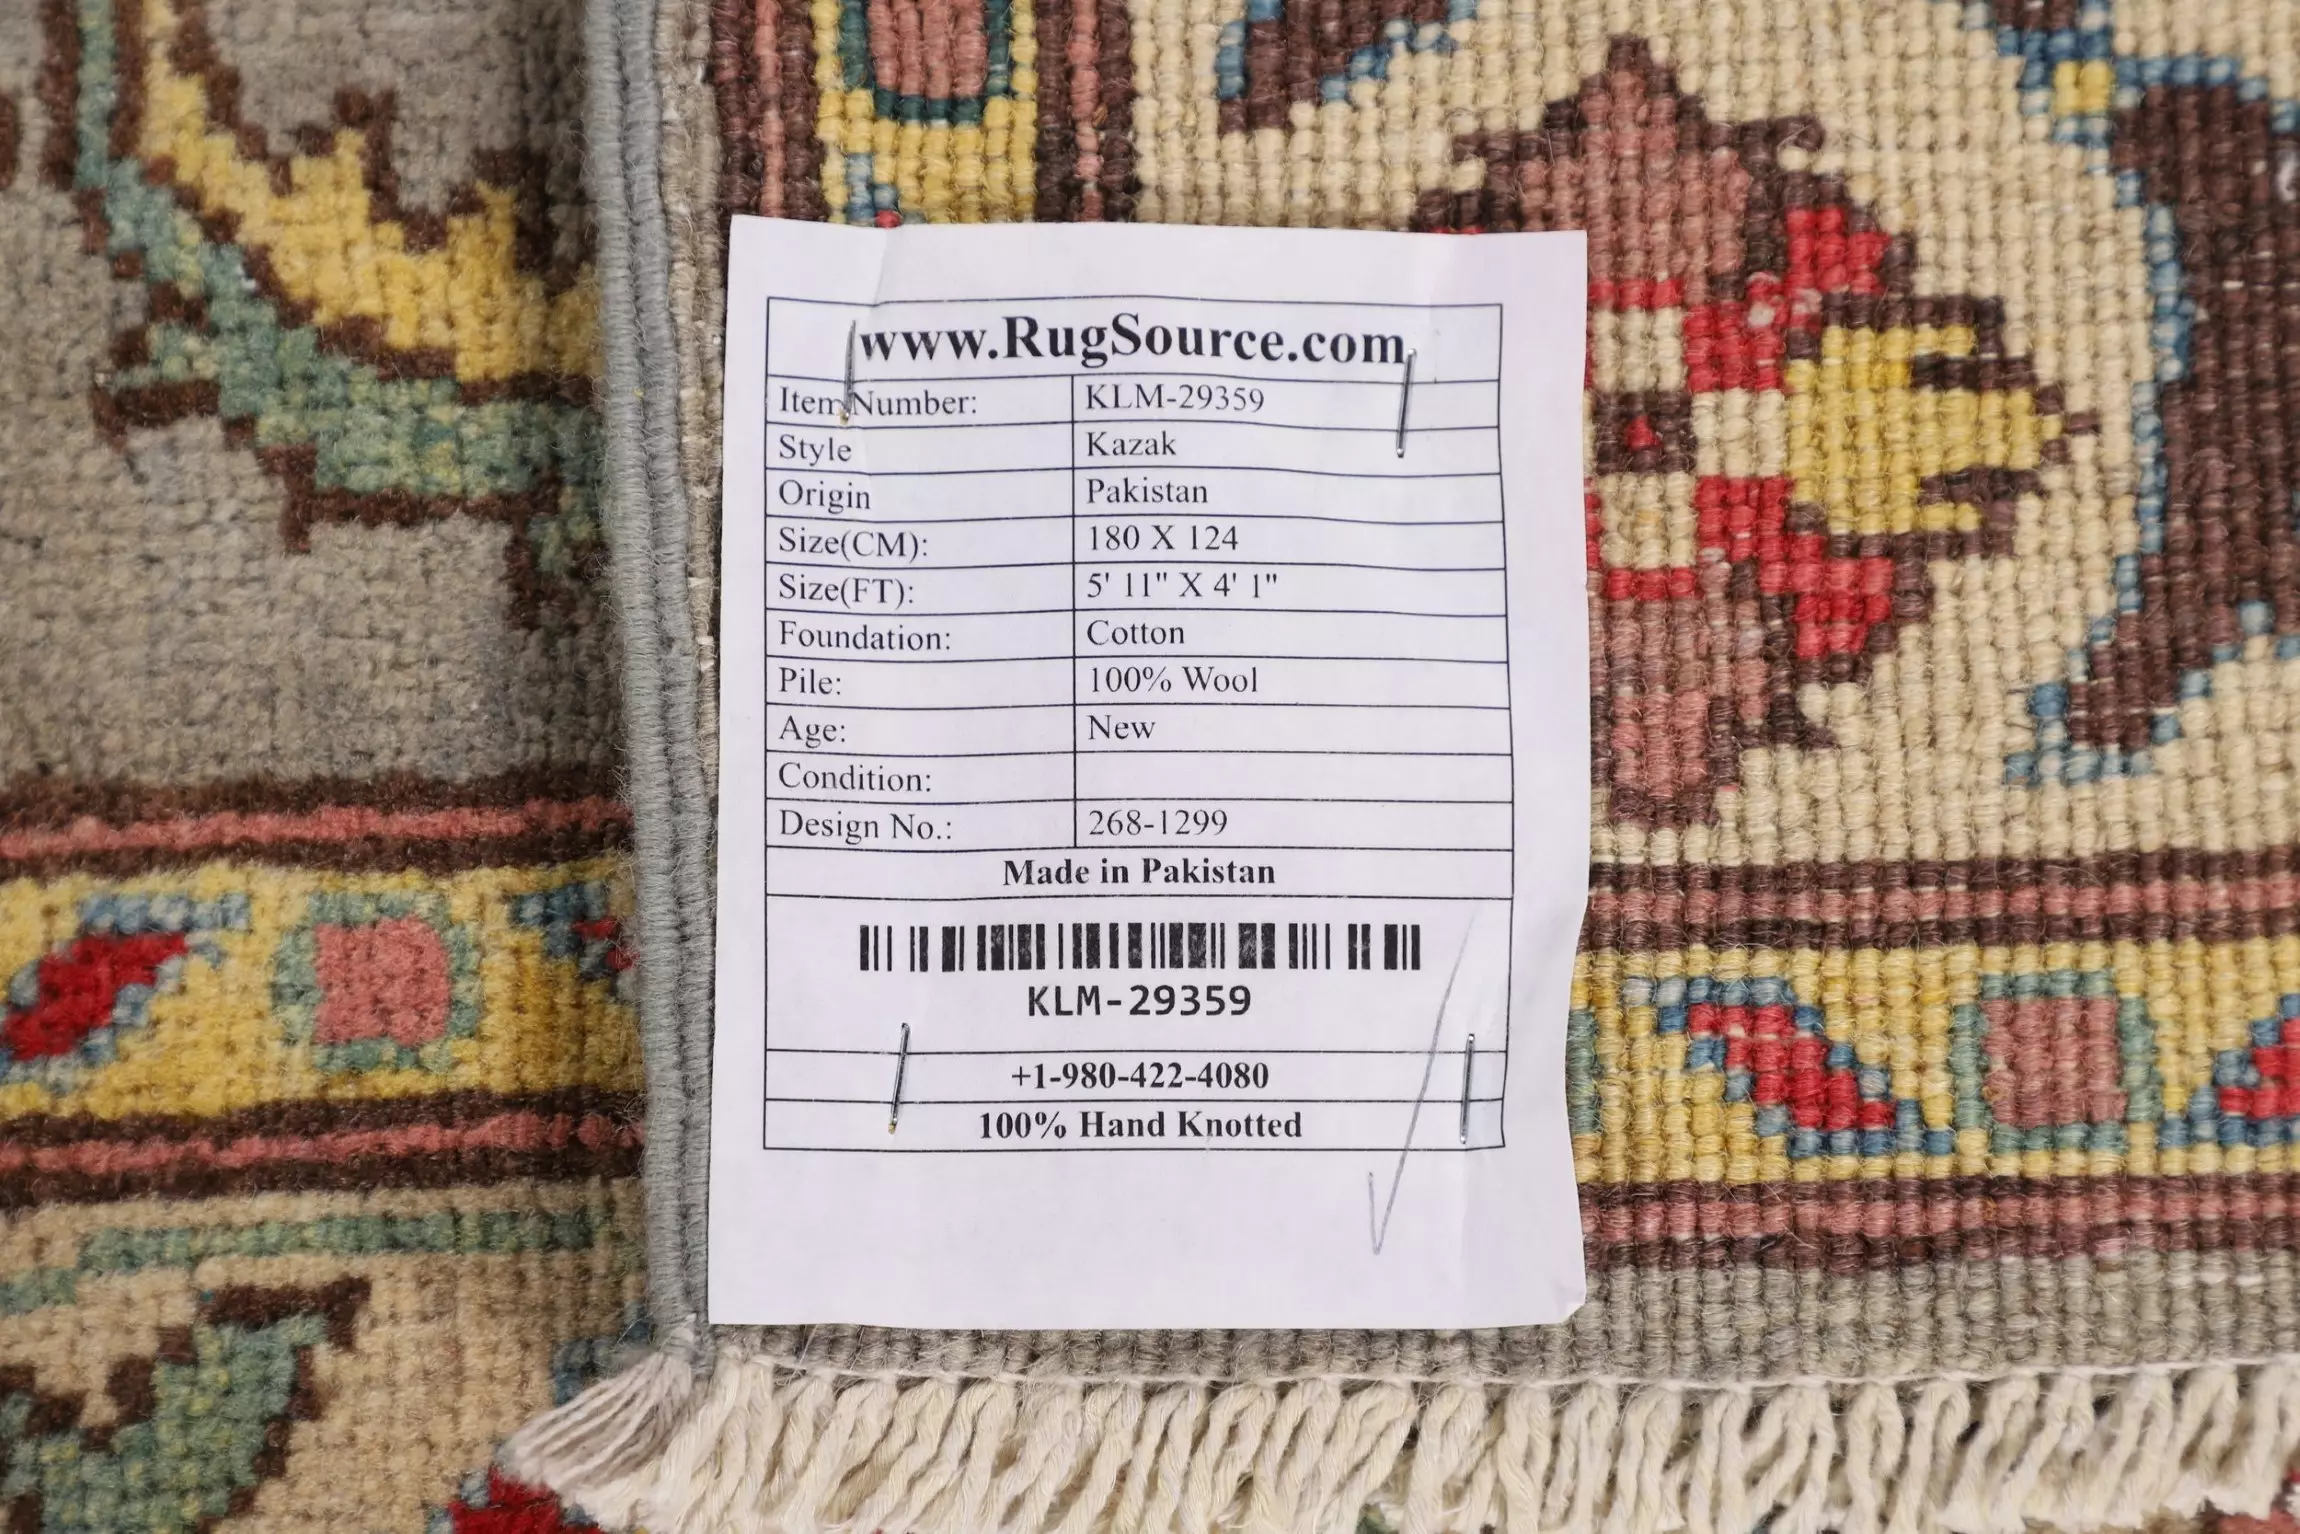 www.RugSource.com
Item Number: KLM-29359
Style Kazak
Origin Pakistan
Size(CM): 180 X 124
Size(FT): 5' 11" X 4' 1"
Foundation: Cotton
Pile: 100% Wool
Age: New
Condition:
Design No.: 268-1299
Made in Pakistan
KLM-29359
+1-980-422-4080
100% Hand Knotted